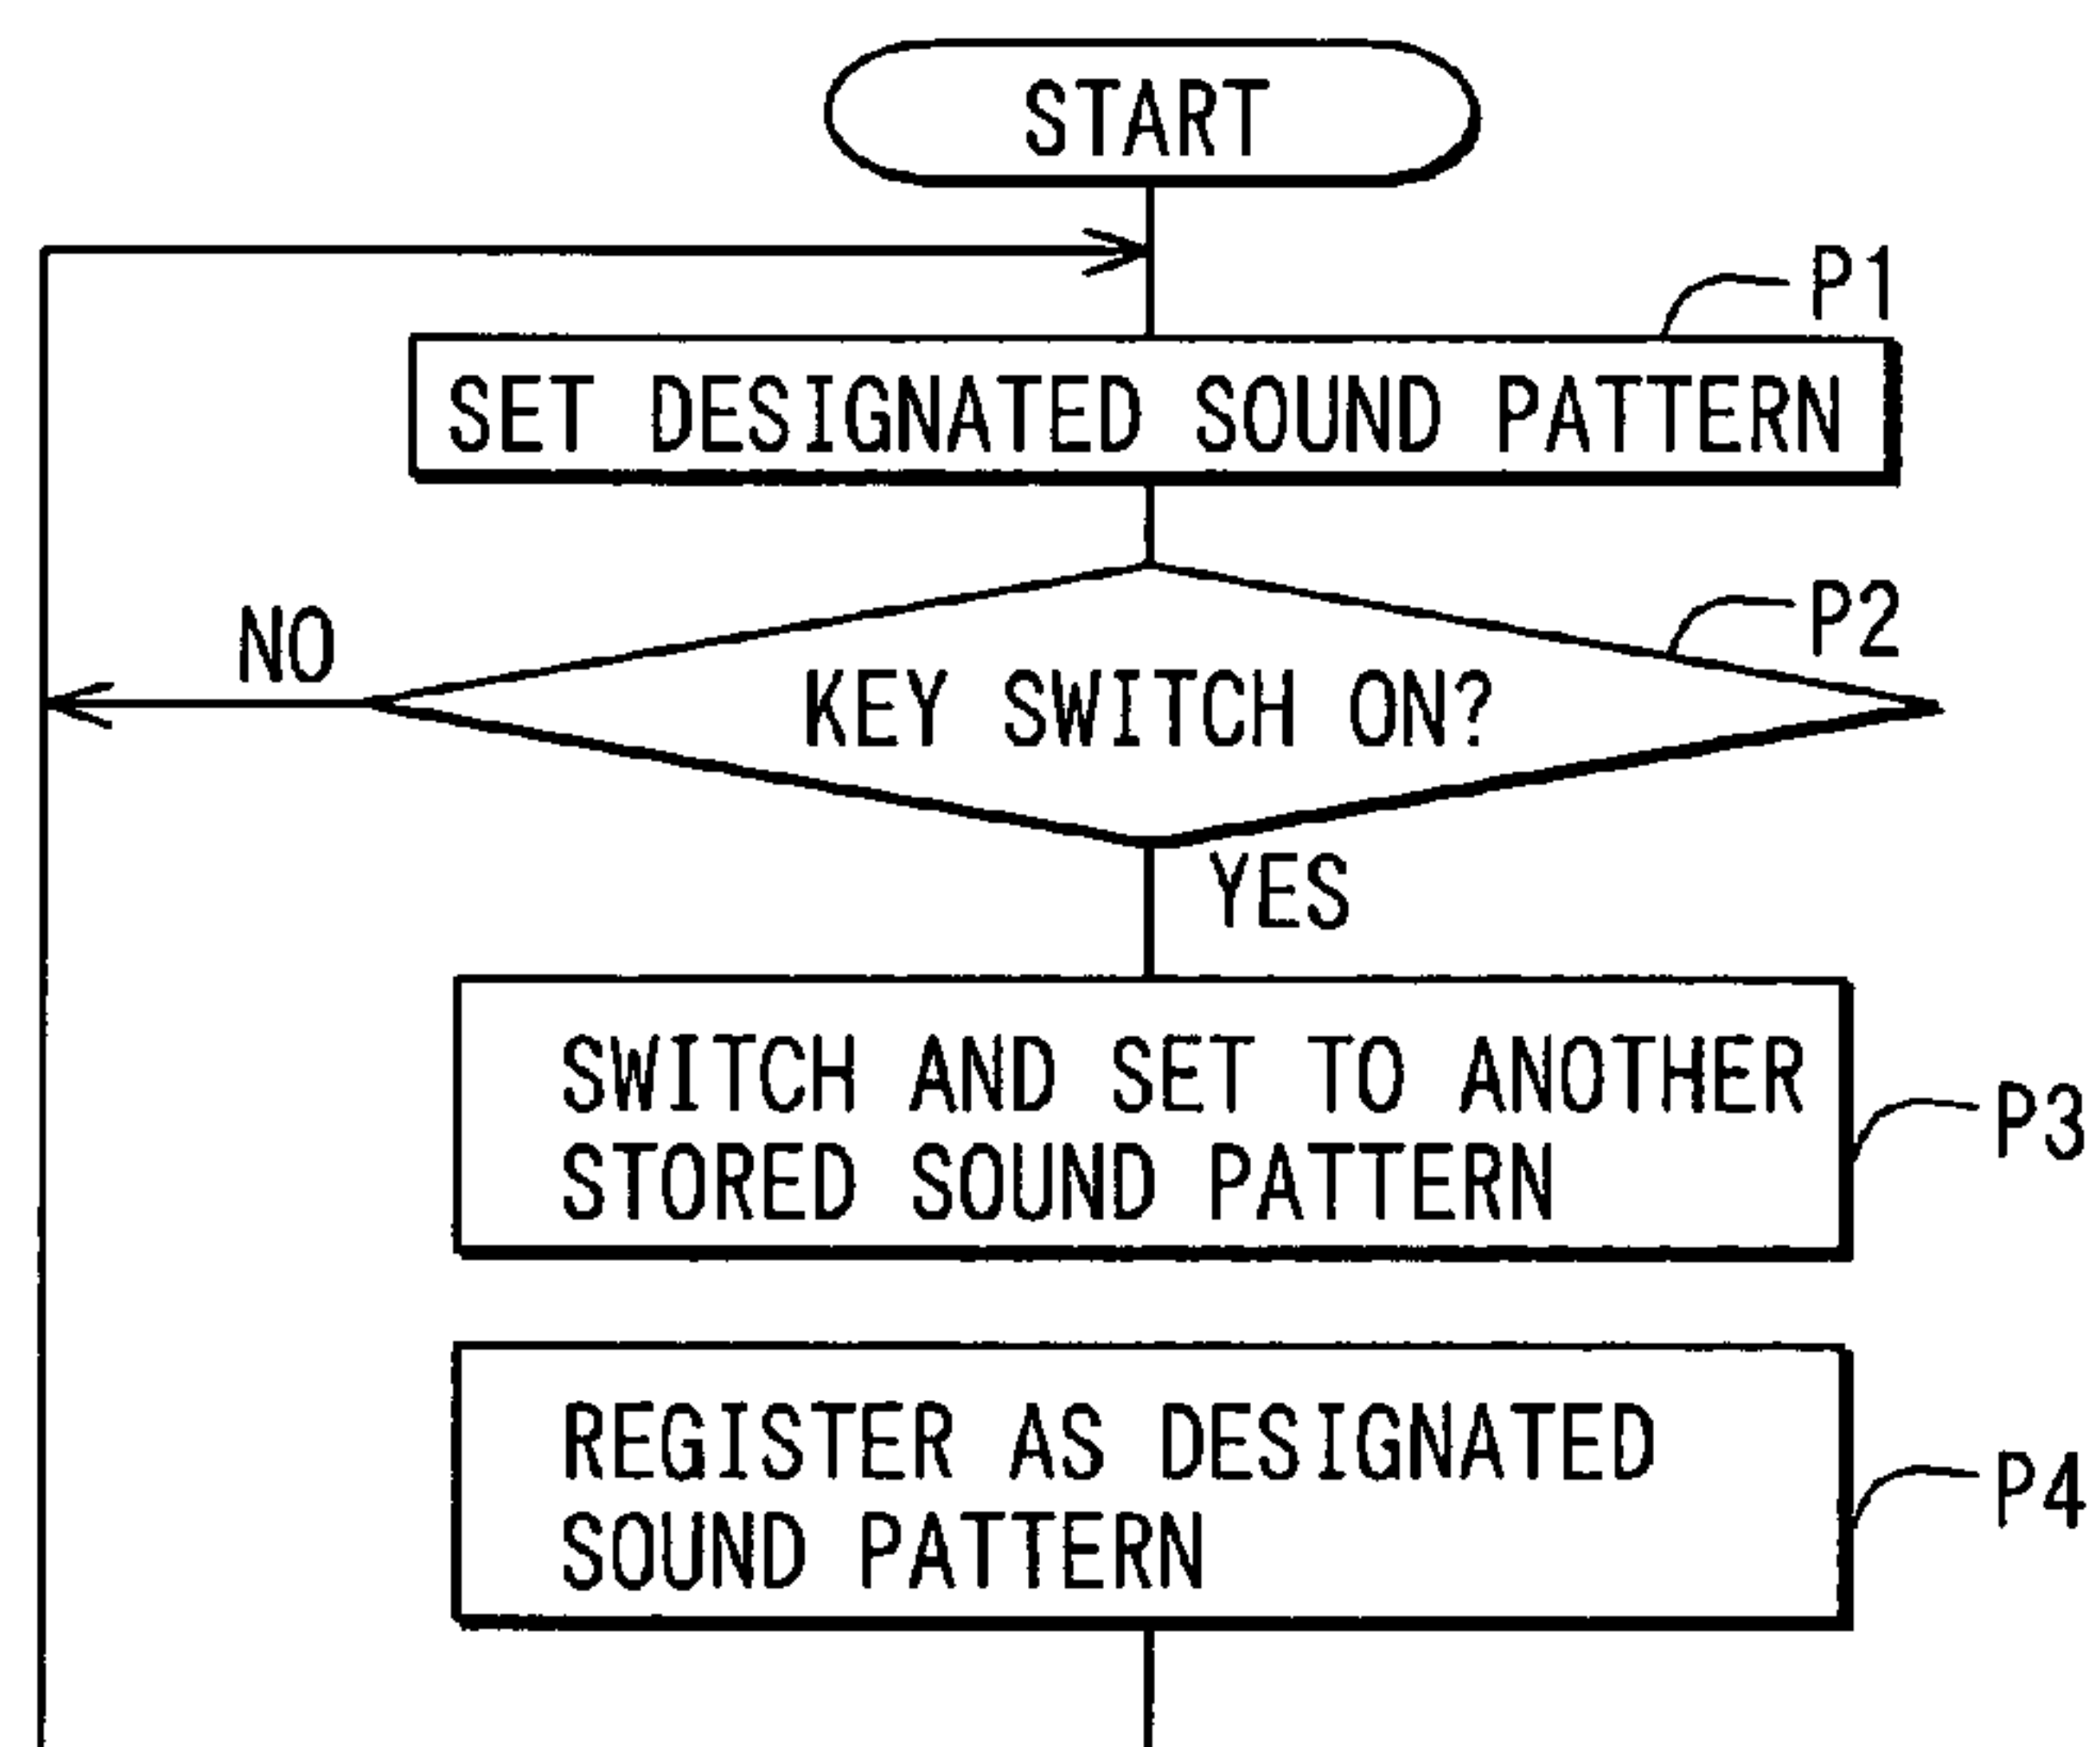 START
P1
SET DESIGNATED SOUND PATTERN
P2
NO
KEY SWITCH ON?
YES
SWITCH AND SET TO ANOTHER
STORED SOUND PATTERN
P3
REGISTER AS DESIGNATED
SOUND PATTERN
P4